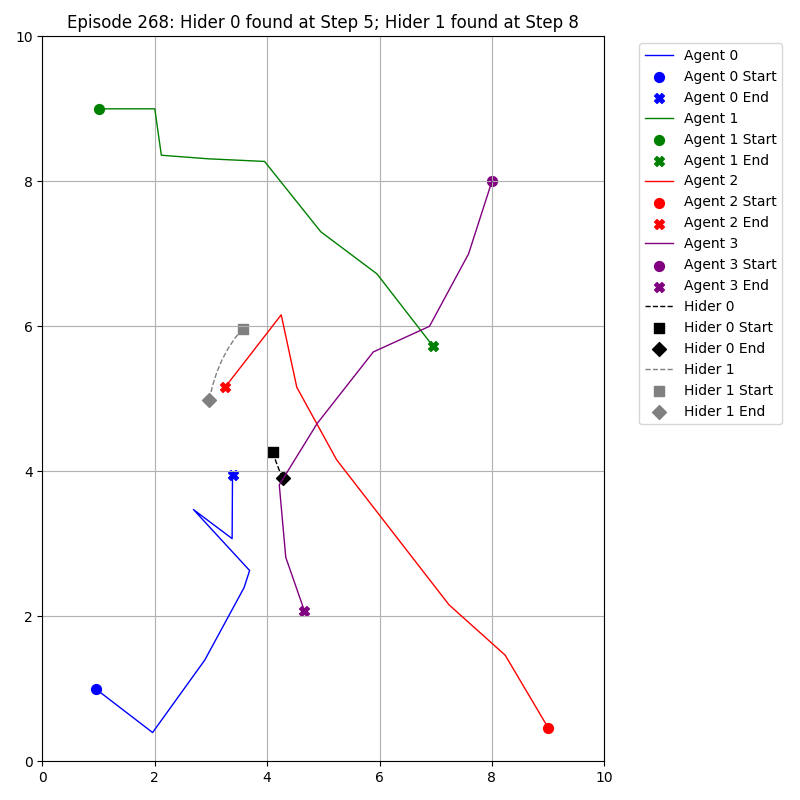 Episode 268: Hider 0 found at Step 5; Hider 1 found at Step 8
10
8
6
4
2
0
0 2 4 6 8 10
Agent 0
Agent 0 Start
Agent 0 End
Agent 1
Agent 1 Start
Agent 1 End
Agent 2
Agent 2 Start
Agent 2 End
Agent 3
Agent 3 Start
Agent 3 End
Hider 0
Hider 0 Start
Hider 0 End
Hider 1
Hider 1 Start
Hider 1 End